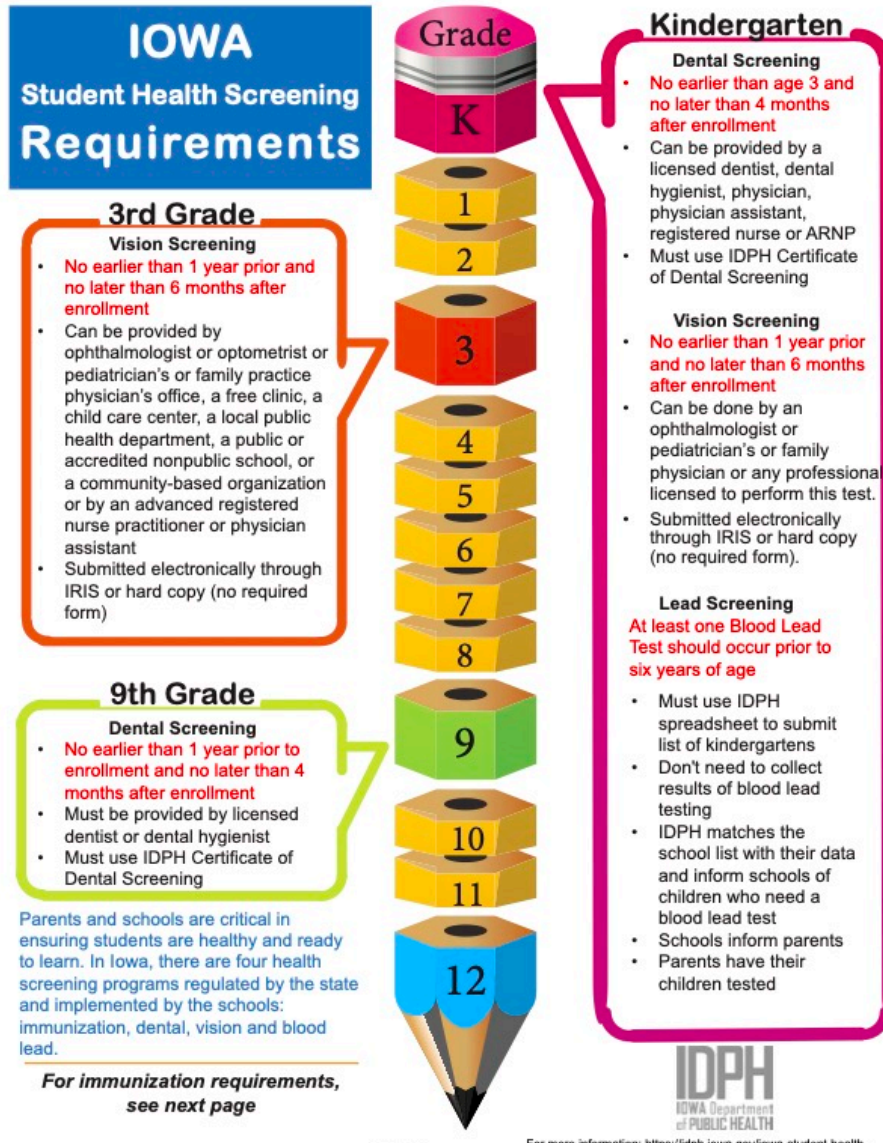 IOWA
Student Health Screening
Requirements
3rd Grade
Vision Screening
• No earlier than 1 year prior and
no later than 6 months after
enrollment
• Can be provided by
ophthalmologist or optometrist or
pediatrician's or family practice
physician's office, a free clinic, a
child care center, a local public
health department, a public or
accredited nonpublic school, or
a community-based organization
or by an advanced registered
nurse practitioner or physician
assistant
• Submitted electronically through
IRIS or hard copy (no required
form)
9th Grade
Dental Screening
• No earlier than 1 year prior to
enrollment and no later than 4
months after enrollment
• Must be provided by licensed
dentist or dental hygienist
• Must use IDPH Certificate of
Dental Screening
Parents and schools are critical in
ensuring students are healthy and ready
to learn. In Iowa, there are four health
screening programs regulated by the state
and implemented by the schools:
immunization, dental, vision and blood
lead.
For immunization requirements,
see next page
Grade
K
1
2
3
4
5
6
7
8
9
10
11
12
Kindergarten
Dental Screening
• No earlier than age 3 and
no later than 4 months
after enrollment
• Can be provided by a
licensed dentist, dental
hygienist, physician,
physician assistant,
registered nurse or ARNP
• Must use IDPH Certificate
of Dental Screening
Vision Screening
• No earlier than 1 year prior
and no later than 6 months
after enrollment
• Can be done by an
ophthalmologist or
pediatrician's or family
physician or any professional
licensed to perform this test.
• Submitted electronically
through IRIS or hard copy
(no required form).
Lead Screening
At least one Blood Lead
Test should occur prior to
six years of age
• Must use IDPH
spreadsheet to submit
list of kindergartens
• Don't need to collect
results of blood lead
testing
• IDPH matches the
school list with their data
and inform schools of
children who need a
blood lead test
• Schools inform parents
• Parents have their
children tested
IDPH
IOWA Department
of PUBLIC HEALTH
For more information: https://idph.iowa.gov/iowa-student-health